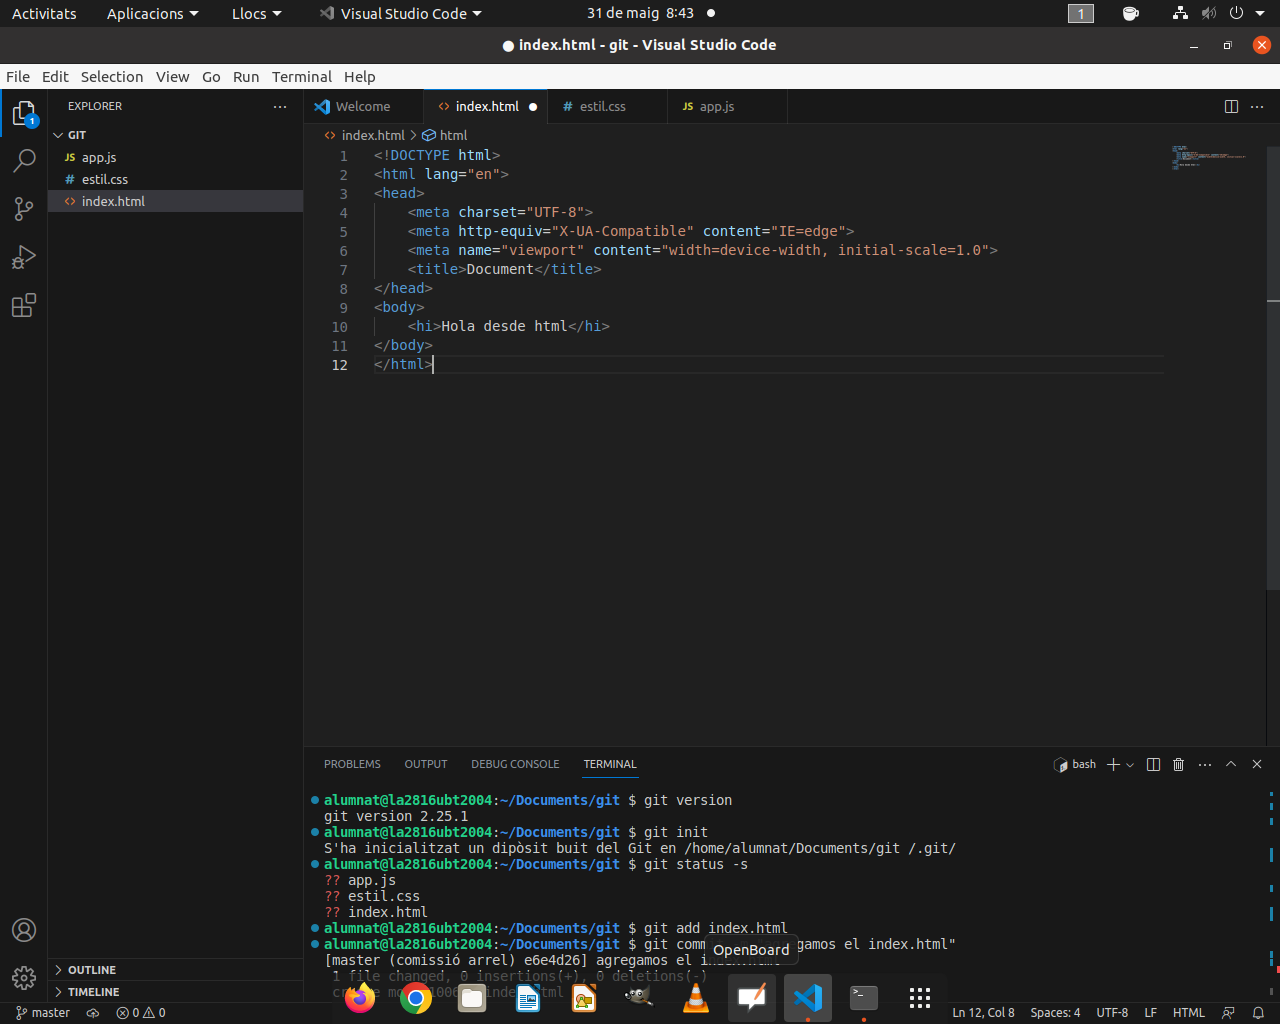 Activitats Aplicacions Llocs Visual Studio Code 31 de maig 8:43 1
index.html - git - Visual Studio Code
File Edit Selection View Go Run Terminal Help
EXPLORER
GIT
JS app.js
# estil.css
index.html
OUTLINE
TIMELINE
1
Welcome index.html # estil.css JS app.js
index.html > html
1 <!DOCTYPE html>
2 <html lang="en">
3 <head>
4 <meta charset="UTF-8">
5 <meta http-equiv="X-UA-Compatible" content="IE=edge">
6 <meta name="viewport" content="width=device-width, initial-scale=1.0">
7 <title>Document</title>
8 </head>
9 <body>
10 <hi>Hola desde html</hi>
11 </body>
12 </html>
PROBLEMS OUTPUT DEBUG CONSOLE TERMINAL bash
alumnat@la2816ubt2004:~/Documents/git $ git version
git version 2.25.1
alumnat@la2816ubt2004:~/Documents/git $ git init
S'ha inicialitzat un dipòsit buit del Git en /home/alumnat/Documents/git /.git/
alumnat@la2816ubt2004:~/Documents/git $ git status -s
?? app.js
?? estil.css
?? index.html
alumnat@la2816ubt2004:~/Documents/git $ git add index.html
alumnat@la2816ubt2004:~/Documents/git $ git comm gamos el index.html"
OpenBoard
[master (comissió arrel) e6e4d26] agregamos el index.html
1 file changed, 0 insertions(+), 0 deletions(-)
master 0 0 Ln 12, Col 8 Spaces: 4 UTF-8 LF HTML